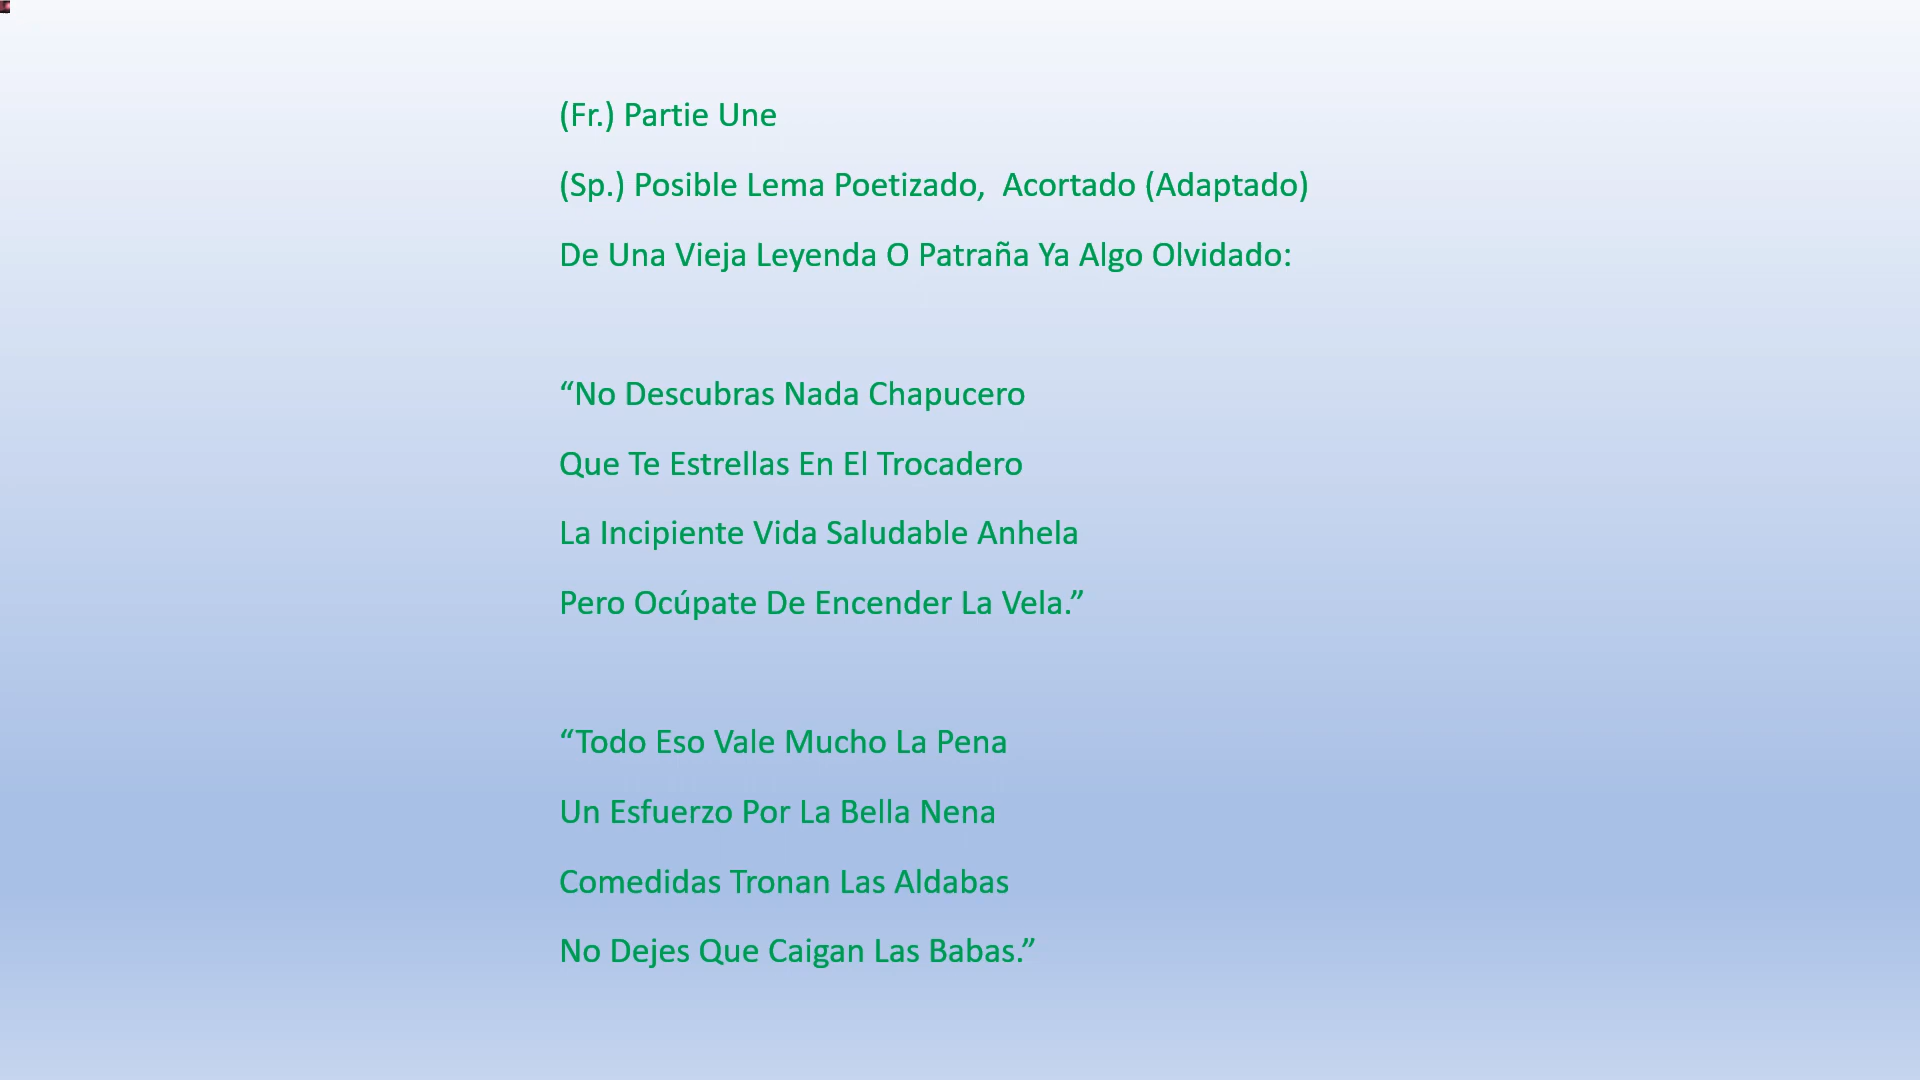 (Fr.) Partie Une
(Sp.) Posible Lema Poetizado,  Acortado (Adaptado)
De Una Vieja Leyenda O Patraña Ya Algo Olvidado:
“No Descubras Nada Chapucero
Que Te Estrellas En El Trocadero
La Incipiente Vida Saludable Anhela
Pero Ocúpate De Encender La Vela.”
“Todo Eso Vale Mucho La Pena
Un Esfuerzo Por La Bella Nena
Comedidas Tronan Las Aldabas
No Dejes Que Caigan Las Babas.”